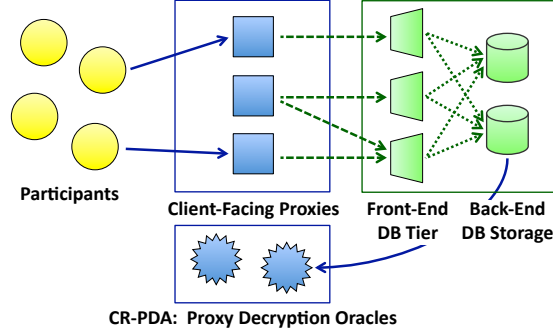 Participants
Client-Facing Proxies
Front-End
DB Tier
Back-End
DB Storage
CR-PDA: Proxy Decryption Oracles